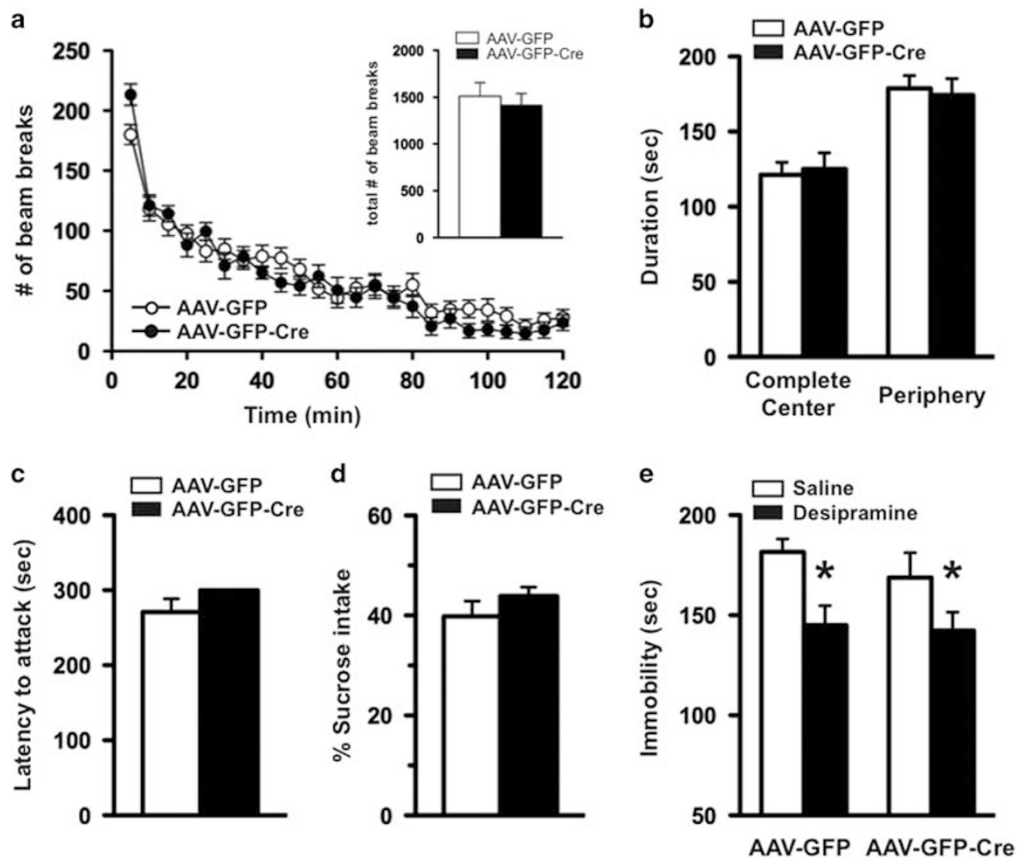 a
250
200
150
100
50
0
# of beam breaks
AAV-GFP
AAV-GFP-Cre
0 20 40 60 80 100 120
Time (min)
AAV-GFP
AAV-GFP-Cre
2000
1500
1000
500
0
total # of beam breaks
b
AAV-GFP
AAV-GFP-Cre
200
150
100
50
0
Duration (sec)
Complete
Center
Periphery
c
AAV-GFP
AAV-GFP-Cre
400
300
200
100
0
Latency to attack (sec)
d
AAV-GFP
AAV-GFP-Cre
60
40
20
0
% Sucrose intake
e
Saline
Desipramine
200
150
100
50
Immobility (sec)
*
*
AAV-GFP AAV-GFP-Cre